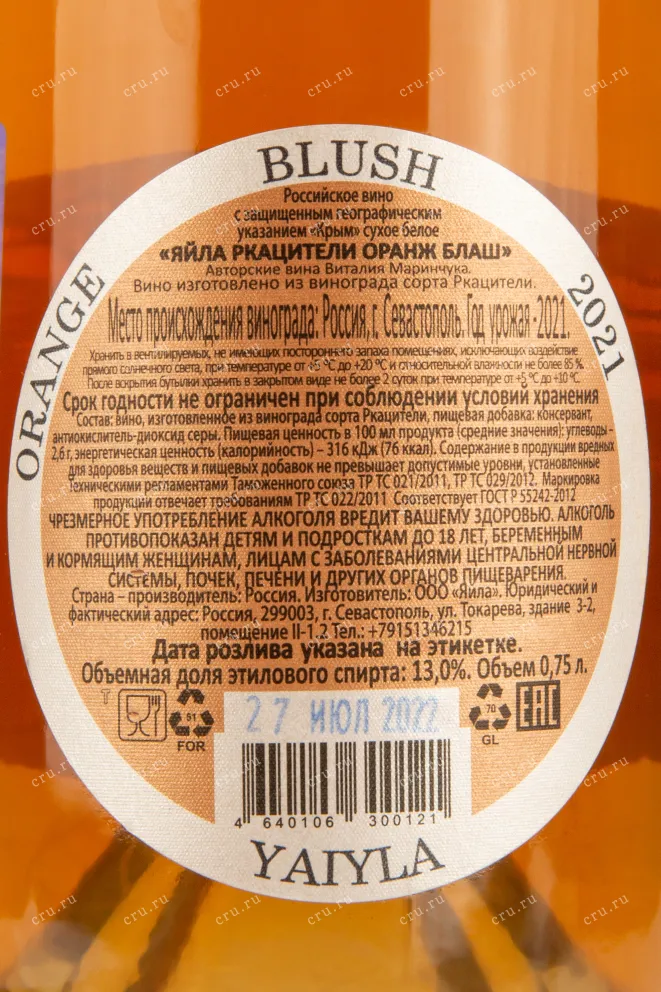 BLUSH
ORANGE
2021
Российское вино
с защищенным географическим
указанием «Крым» сухое белое
«ЯЙЛА РКАЦИТЕЛИ ОРАНЖ БЛАШ»
Авторские вина Виталия Маринчука.
Вино изготовлено из винограда сорта Ркацители.
Место происхождения винограда: Россия, г. Севастополь. Год урожая -2021.
Хранить в вентилируемых, не имеющих постороннего запаха помещениях, исключающих воздействие
прямого солнечного света, при температуре от +5 °С до +20 °С и относительной влажности не более 85 %.
После вскрытия бутылки хранить в закрытом виде не более 2 суток при температуре от +5 °С до +10 °С.
Срок годности не ограничен при соблюдении условий хранения
Состав: вино, изготовленное из винограда сорта Ркацители, пищевая добавка: консервант,
антиокислитель-диоксид серы. Пищевая ценность в 100 мл продукта (средние значения): углеводы -
2,6 г, энергетическая ценность (калорийность) – 316 кДж (76 ккал). Содержание в продукции вредных
для здоровья веществ и пищевых добавок не превышает допустимые уровни, установленные
Техническими регламентами Таможенного союза ТР ТС 021/2011, ТР ТС 029/2012. Маркировка
продукции отвечает требованиям ТР ТС 022/2011 Соответствует ГОСТ Р 55242-2012
ЧРЕЗМЕРНОЕ УПОТРЕБЛЕНИЕ АЛКОГОЛЯ ВРЕДИТ ВАШЕМУ ЗДОРОВЬЮ. АЛКОГОЛЬ
ПРОТИВОПОКАЗАН ДЕТЯМ И ПОДРОСТКАМ ДО 18 ЛЕТ, БЕРЕМЕННЫМ
И КОРМЯЩИМ ЖЕНЩИНАМ, ЛИЦАМ С ЗАБОЛЕВАНИЯМИ ЦЕНТРАЛЬНОЙ НЕРВНОЙ
СИСТЕМЫ, ПОЧЕК, ПЕЧЕНИ И ДРУГИХ ОРГАНОВ ПИЩЕВАРЕНИЯ.
Страна – производитель: Россия. Изготовитель: ООО «Яйла». Юридический и
фактический адрес: Россия, 299003, г. Севастополь, ул. Токарева, здание 3-2,
помещение II-1.2 Тел.: +79151346215
Дата розлива указана на этикетке.
Объемная доля этилового спирта: 13,0%. Объем 0,75 л.
27 ИЮЛ 2022
51
FOR
70
GL
EAC
4 640106 300121
YAIYLA
cru.ru